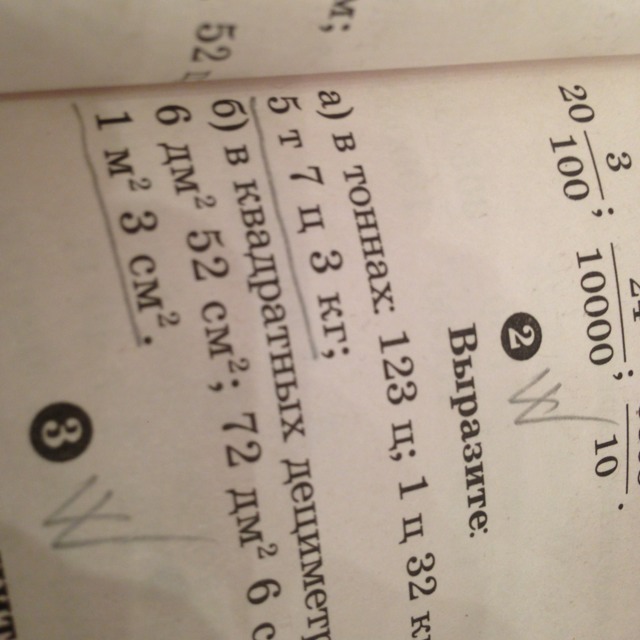 20 3/100; /10000; /10.
2
Выразите:
а) в тоннах: 123 ц; 1 ц 32
5 т 7 ц 3 кг;
б) в квадратных
6 дм² 52 см²; 72 дм² 6
1 м² 3 см².
3
м;
52